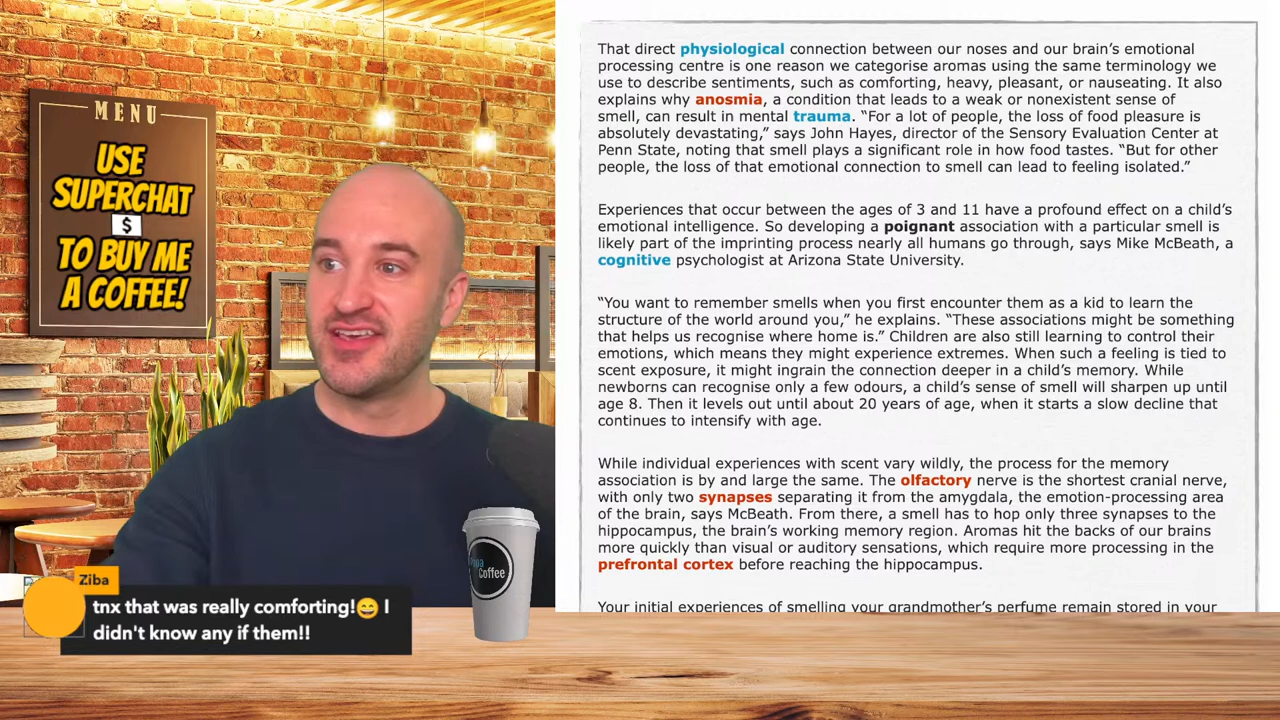 MENU
USE
SUPERCHAT
$
TO BUY ME
A COFFEE!
That direct physiological connection between our noses and our brain’s emotional
processing centre is one reason we categorise aromas using the same terminology we
use to describe sentiments, such as comforting, heavy, pleasant, or nauseating. It also
explains why anosmia, a condition that leads to a weak or nonexistent sense of
smell, can result in mental trauma. “For a lot of people, the loss of food pleasure is
absolutely devastating,” says John Hayes, director of the Sensory Evaluation Center at
Penn State, noting that smell plays a significant role in how food tastes. “But for other
people, the loss of that emotional connection to smell can lead to feeling isolated.”
Experiences that occur between the ages of 3 and 11 have a profound effect on a child’s
emotional intelligence. So developing a poignant association with a particular smell is
likely part of the imprinting process nearly all humans go through, says Mike McBeath, a
cognitive psychologist at Arizona State University.
“You want to remember smells when you first encounter them as a kid to learn the
structure of the world around you,” he explains. “These associations might be something
that helps us recognise where home is.” Children are also still learning to control their
emotions, which means they might experience extremes. When such a feeling is tied to
scent exposure, it might ingrain the connection deeper in a child’s memory. While
newborns can recognise only a few odours, a child’s sense of smell will sharpen up until
age 8. Then it levels out until about 20 years of age, when it starts a slow decline that
continues to intensify with age.
While individual experiences with scent vary wildly, the process for the memory
association is by and large the same. The olfactory nerve is the shortest cranial nerve,
with only two synapses separating it from the amygdala, the emotion-processing area
of the brain, says McBeath. From there, a smell has to hop only three synapses to the
hippocampus, the brain’s working memory region. Aromas hit the backs of our brains
more quickly than visual or auditory sensations, which require more processing in the
prefrontal cortex before reaching the hippocampus.
Your initial experiences of smelling your grandmother’s perfume remain stored in your
Coffee
Ziba
tnx that was really comforting!😄 I
didn't know any if them!!